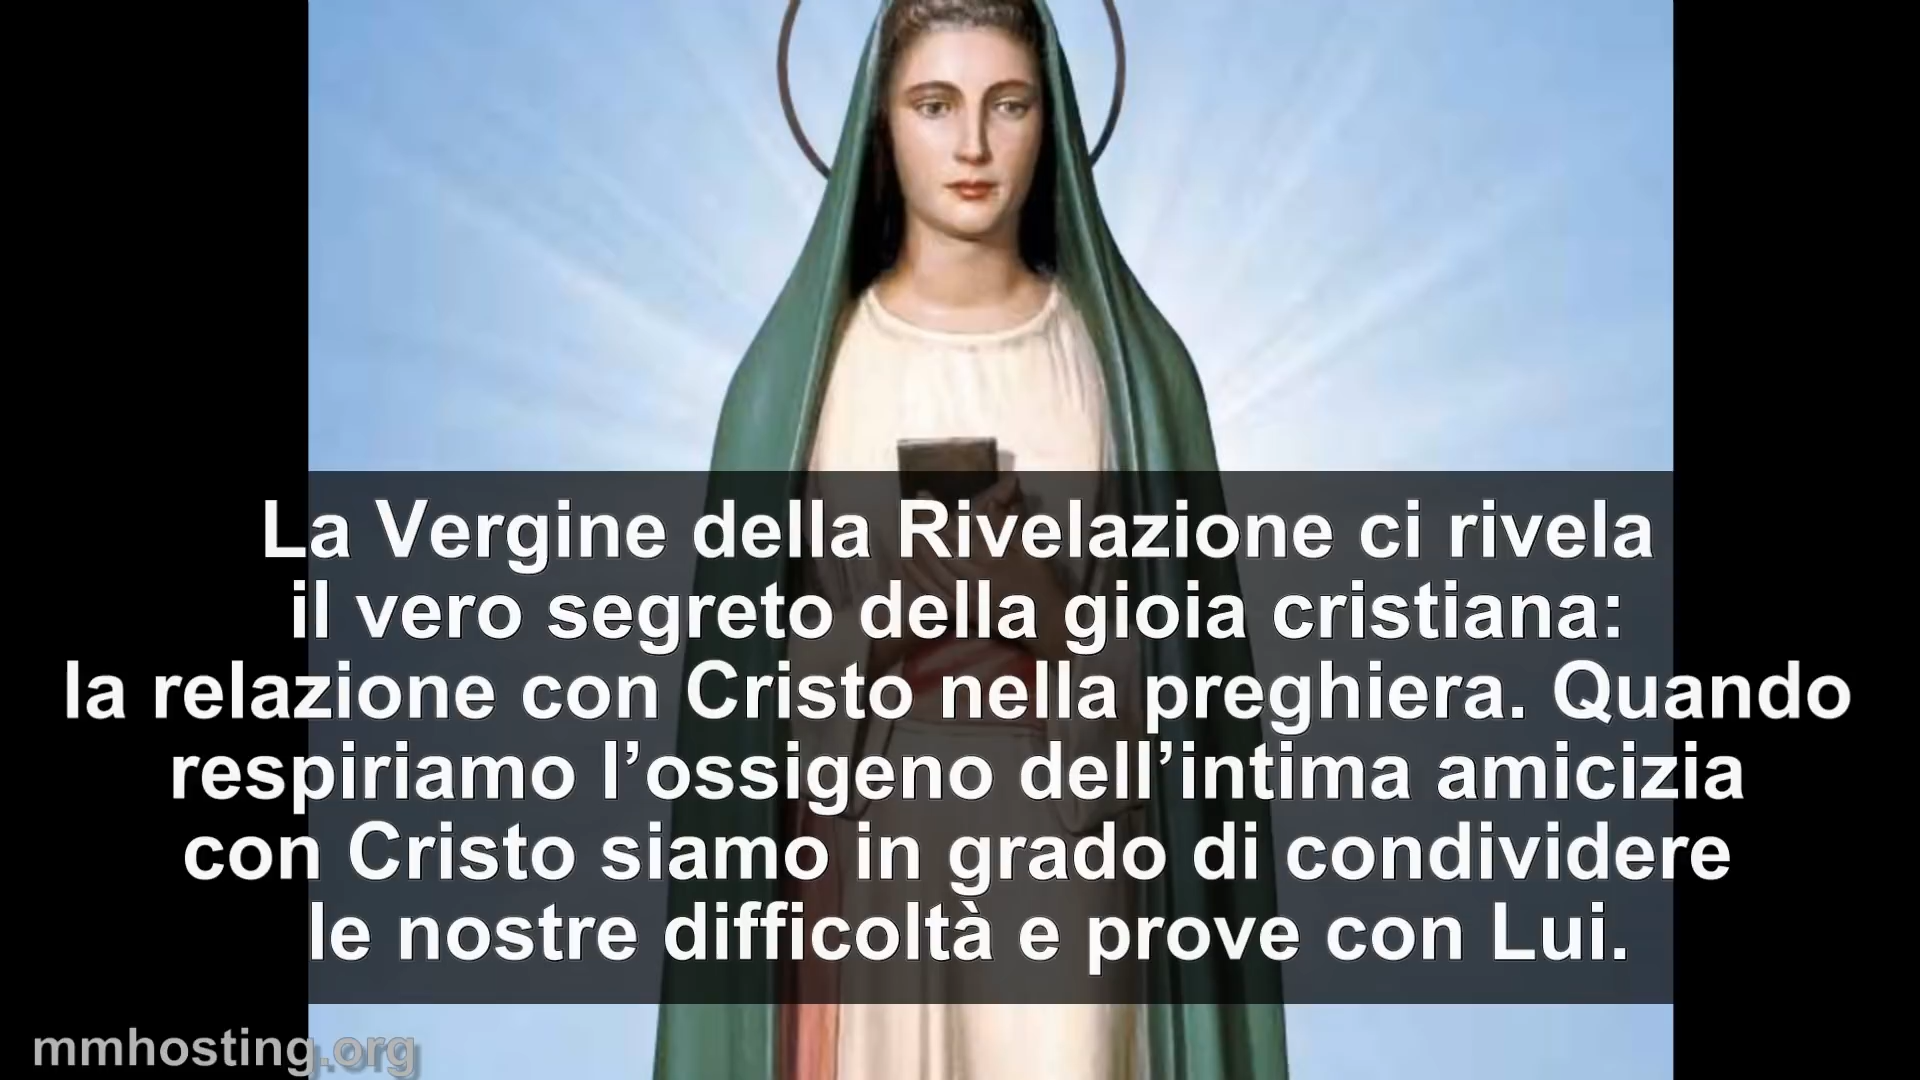 La Vergine della Rivelazione ci rivela
il vero segreto della gioia cristiana:
la relazione con Cristo nella preghiera. Quando
respiriamo l’ossigeno dell’intima amicizia
con Cristo siamo in grado di condividere
le nostre difficoltà e prove con Lui.
mmhosting.org